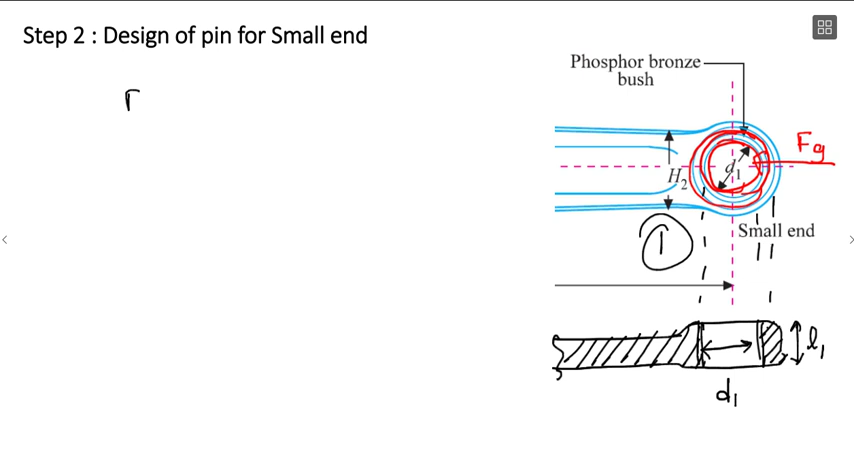 Step 2 : Design of pin for Small end
Phosphor bronze
bush
Fg
d1
H2
1
Small end
l1
d1